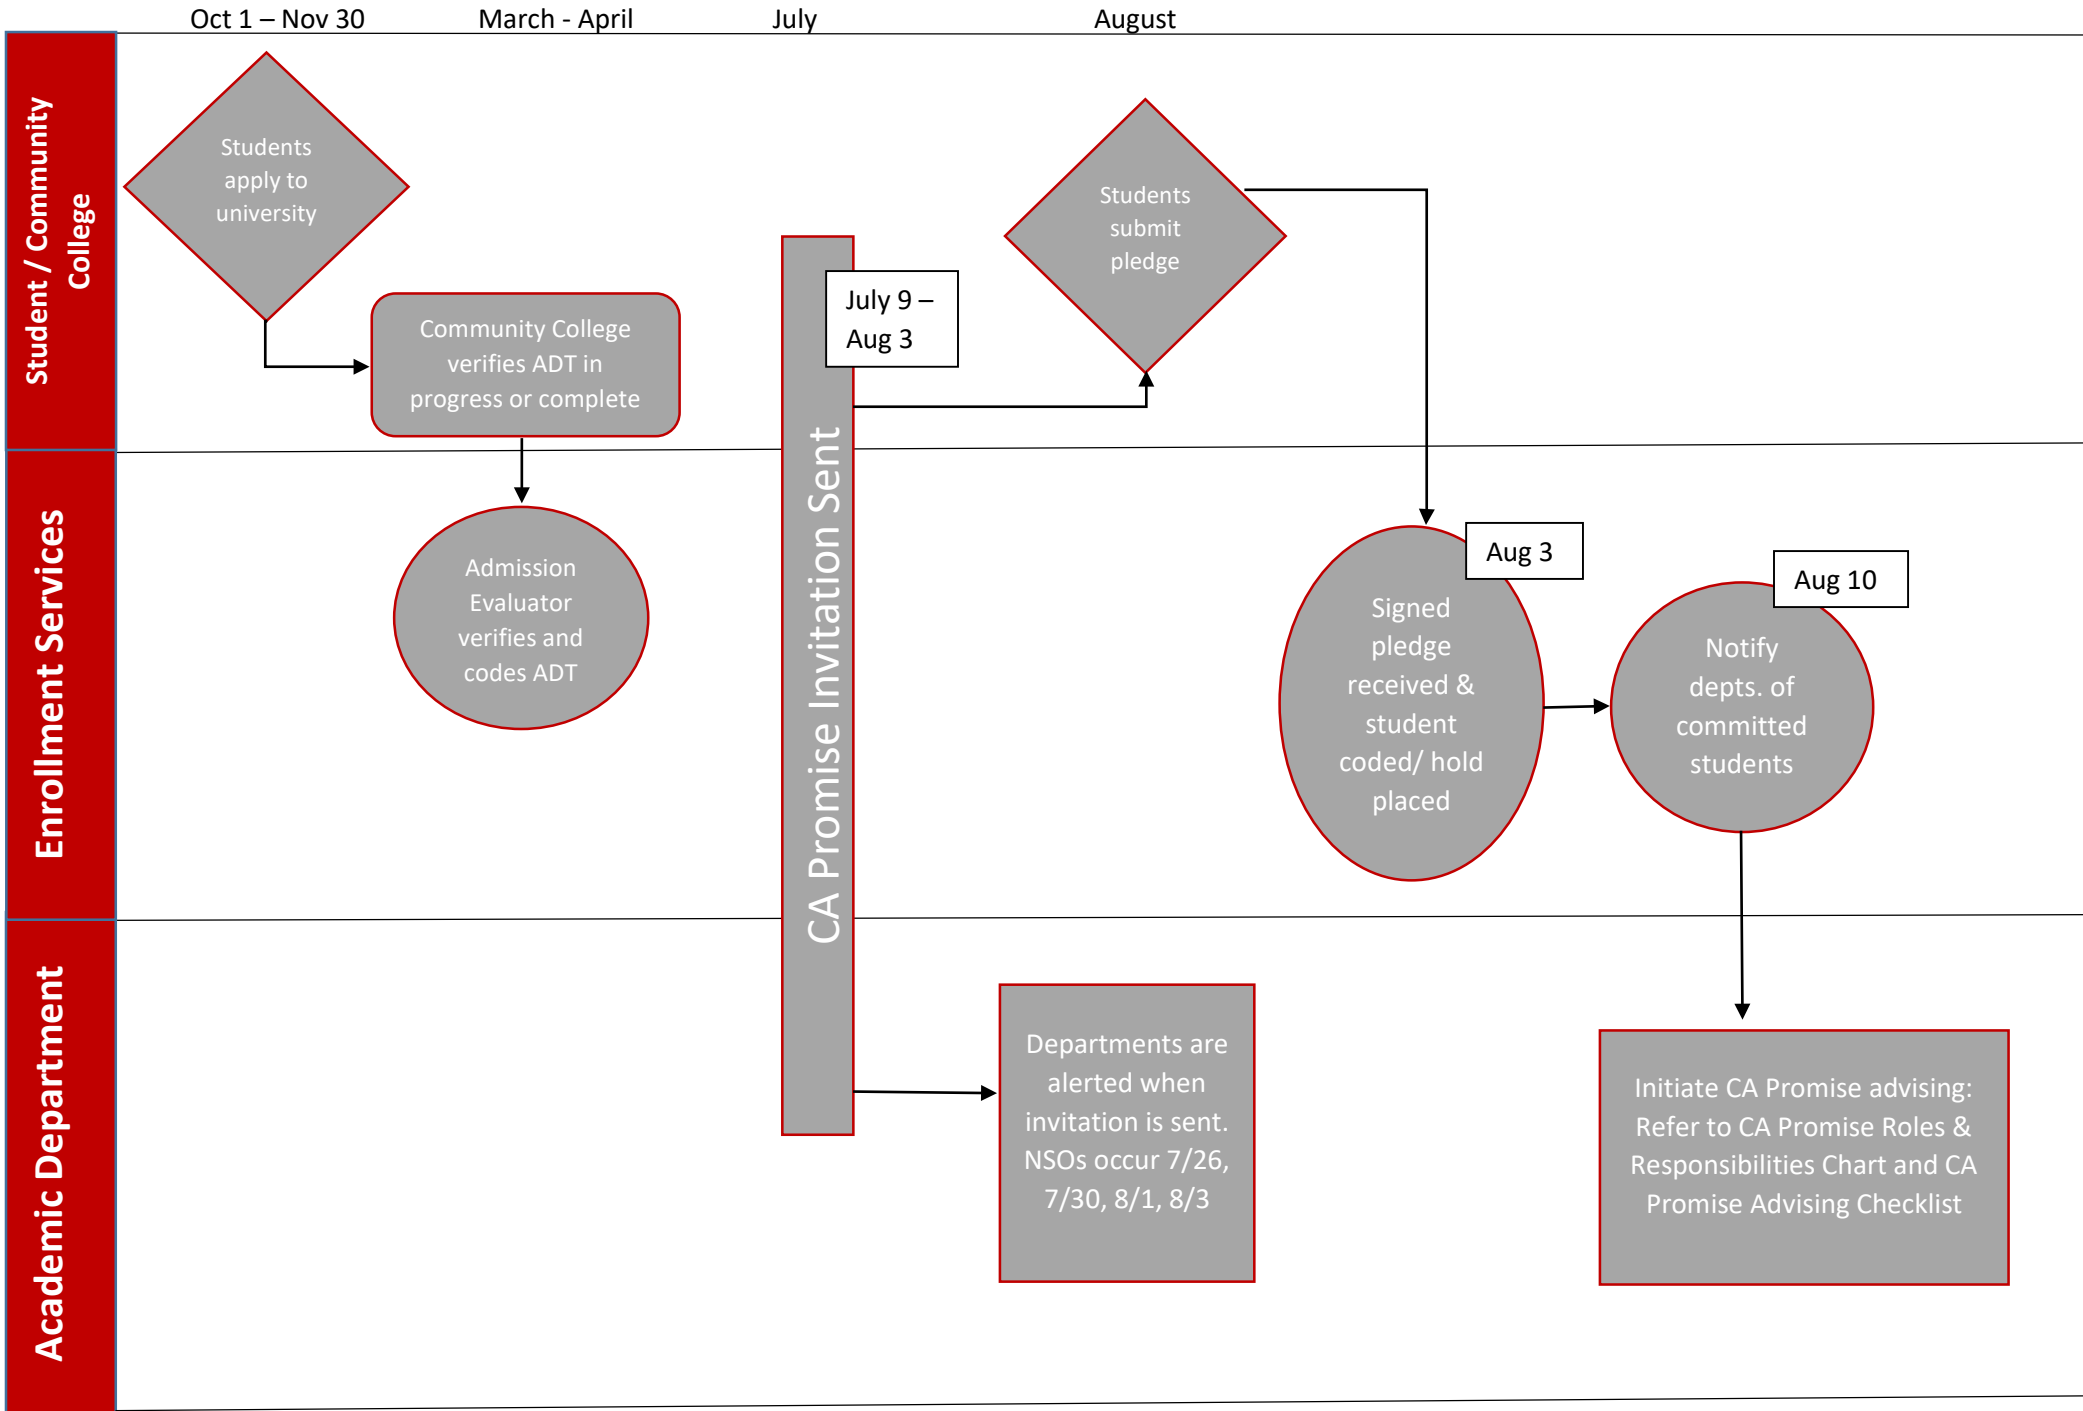 Oct 1 – Nov 30
March - April
July
August
Student / Community
College
Students
apply to
university
Community College
verifies ADT in
progress or complete
July 9 –
Aug 3
Students
submit
pledge
CA Promise Invitation Sent
Enrollment Services
Admission
Evaluator
verifies and
codes ADT
Aug 3
Signed
pledge
received &
student
coded/ hold
placed
Aug 10
Notify
depts. of
committed
students
Academic Department
Departments are
alerted when
invitation is sent.
NSOs occur 7/26,
7/30, 8/1, 8/3
Initiate CA Promise advising:
Refer to CA Promise Roles &
Responsibilities Chart and CA
Promise Advising Checklist